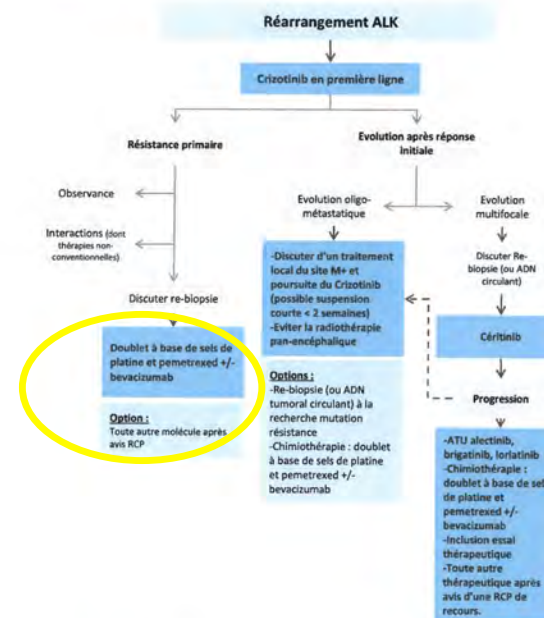 Réarrangement ALK
Crizotinib en première ligne
Résistance primaire
Observance
Interactions (dont
thérapies non-
conventionnelles)
Discuter re-biopsie
Doublet à base de sels de
platine et pemetrexed +/-
bevacizumab
Option :
Toute autre molécule après
avis RCP
Evolution après réponse
initiale
Evolution oligo-
métastatique
-Discuter d'un traitement
local du site M+ et
poursuite du Crizotinib
(possible suspension
courte < 2 semaines)
-Eviter la radiothérapie
pan-encéphalique
Options :
-Re-biopsie (ou ADN
tumoral circulant) à la
recherche mutation
résistance
-Chimiothérapie : doublet
à base de sels de platine
et pemetrexed +/-
bevacizumab
Evolution
multifocale
Discuter Re-
biopsie (ou ADN
circulant)
Céritinib
Progression
-ATU alectinib,
brigatinib, lorlatinib
-Chimiothérapie :
doublet à base de sel
de platine et
pemetrexed +/-
bevacizumab
-Inclusion essai
thérapeutique
-Toute autre
thérapeutique après
avis d'une RCP de
recours.